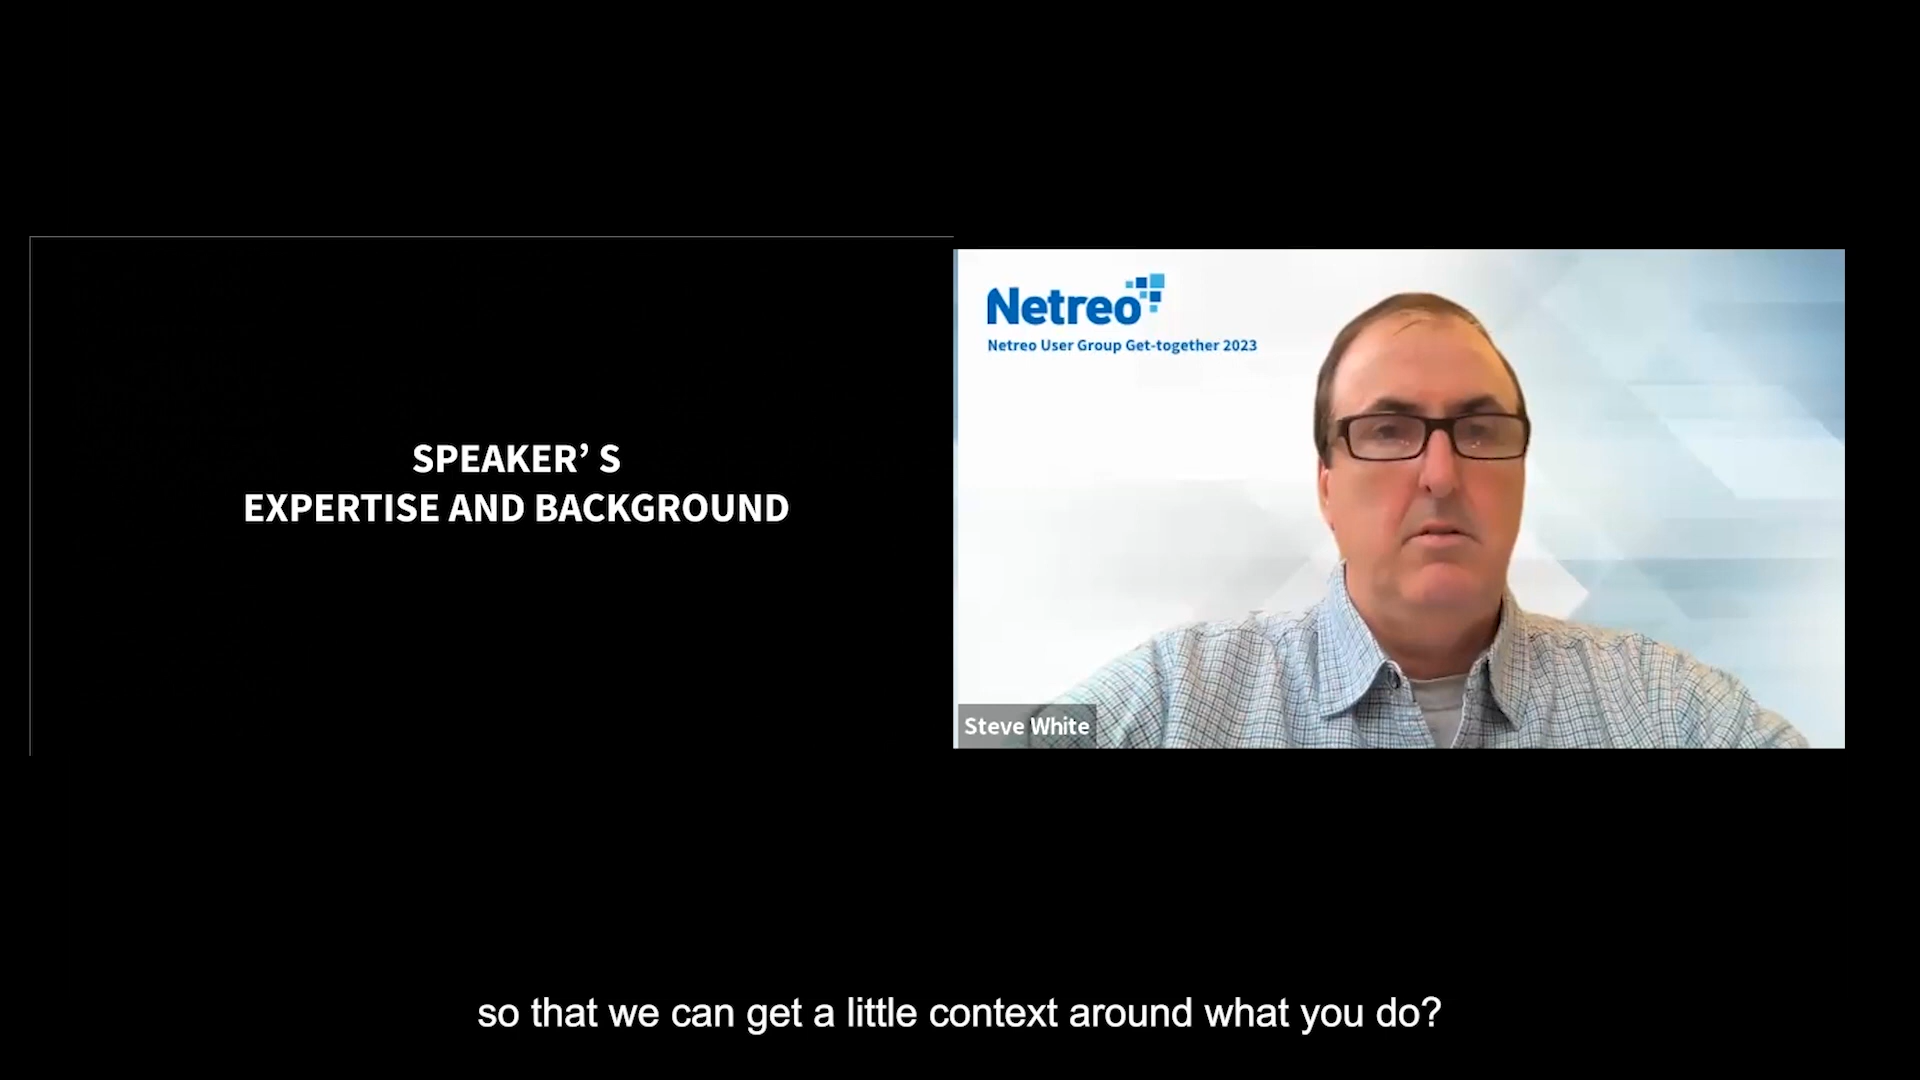 SPEAKER’ S
EXPERTISE AND BACKGROUND
Netreo
Netreo User Group Get-together 2023
Steve White
so that we can get a little context around what you do?